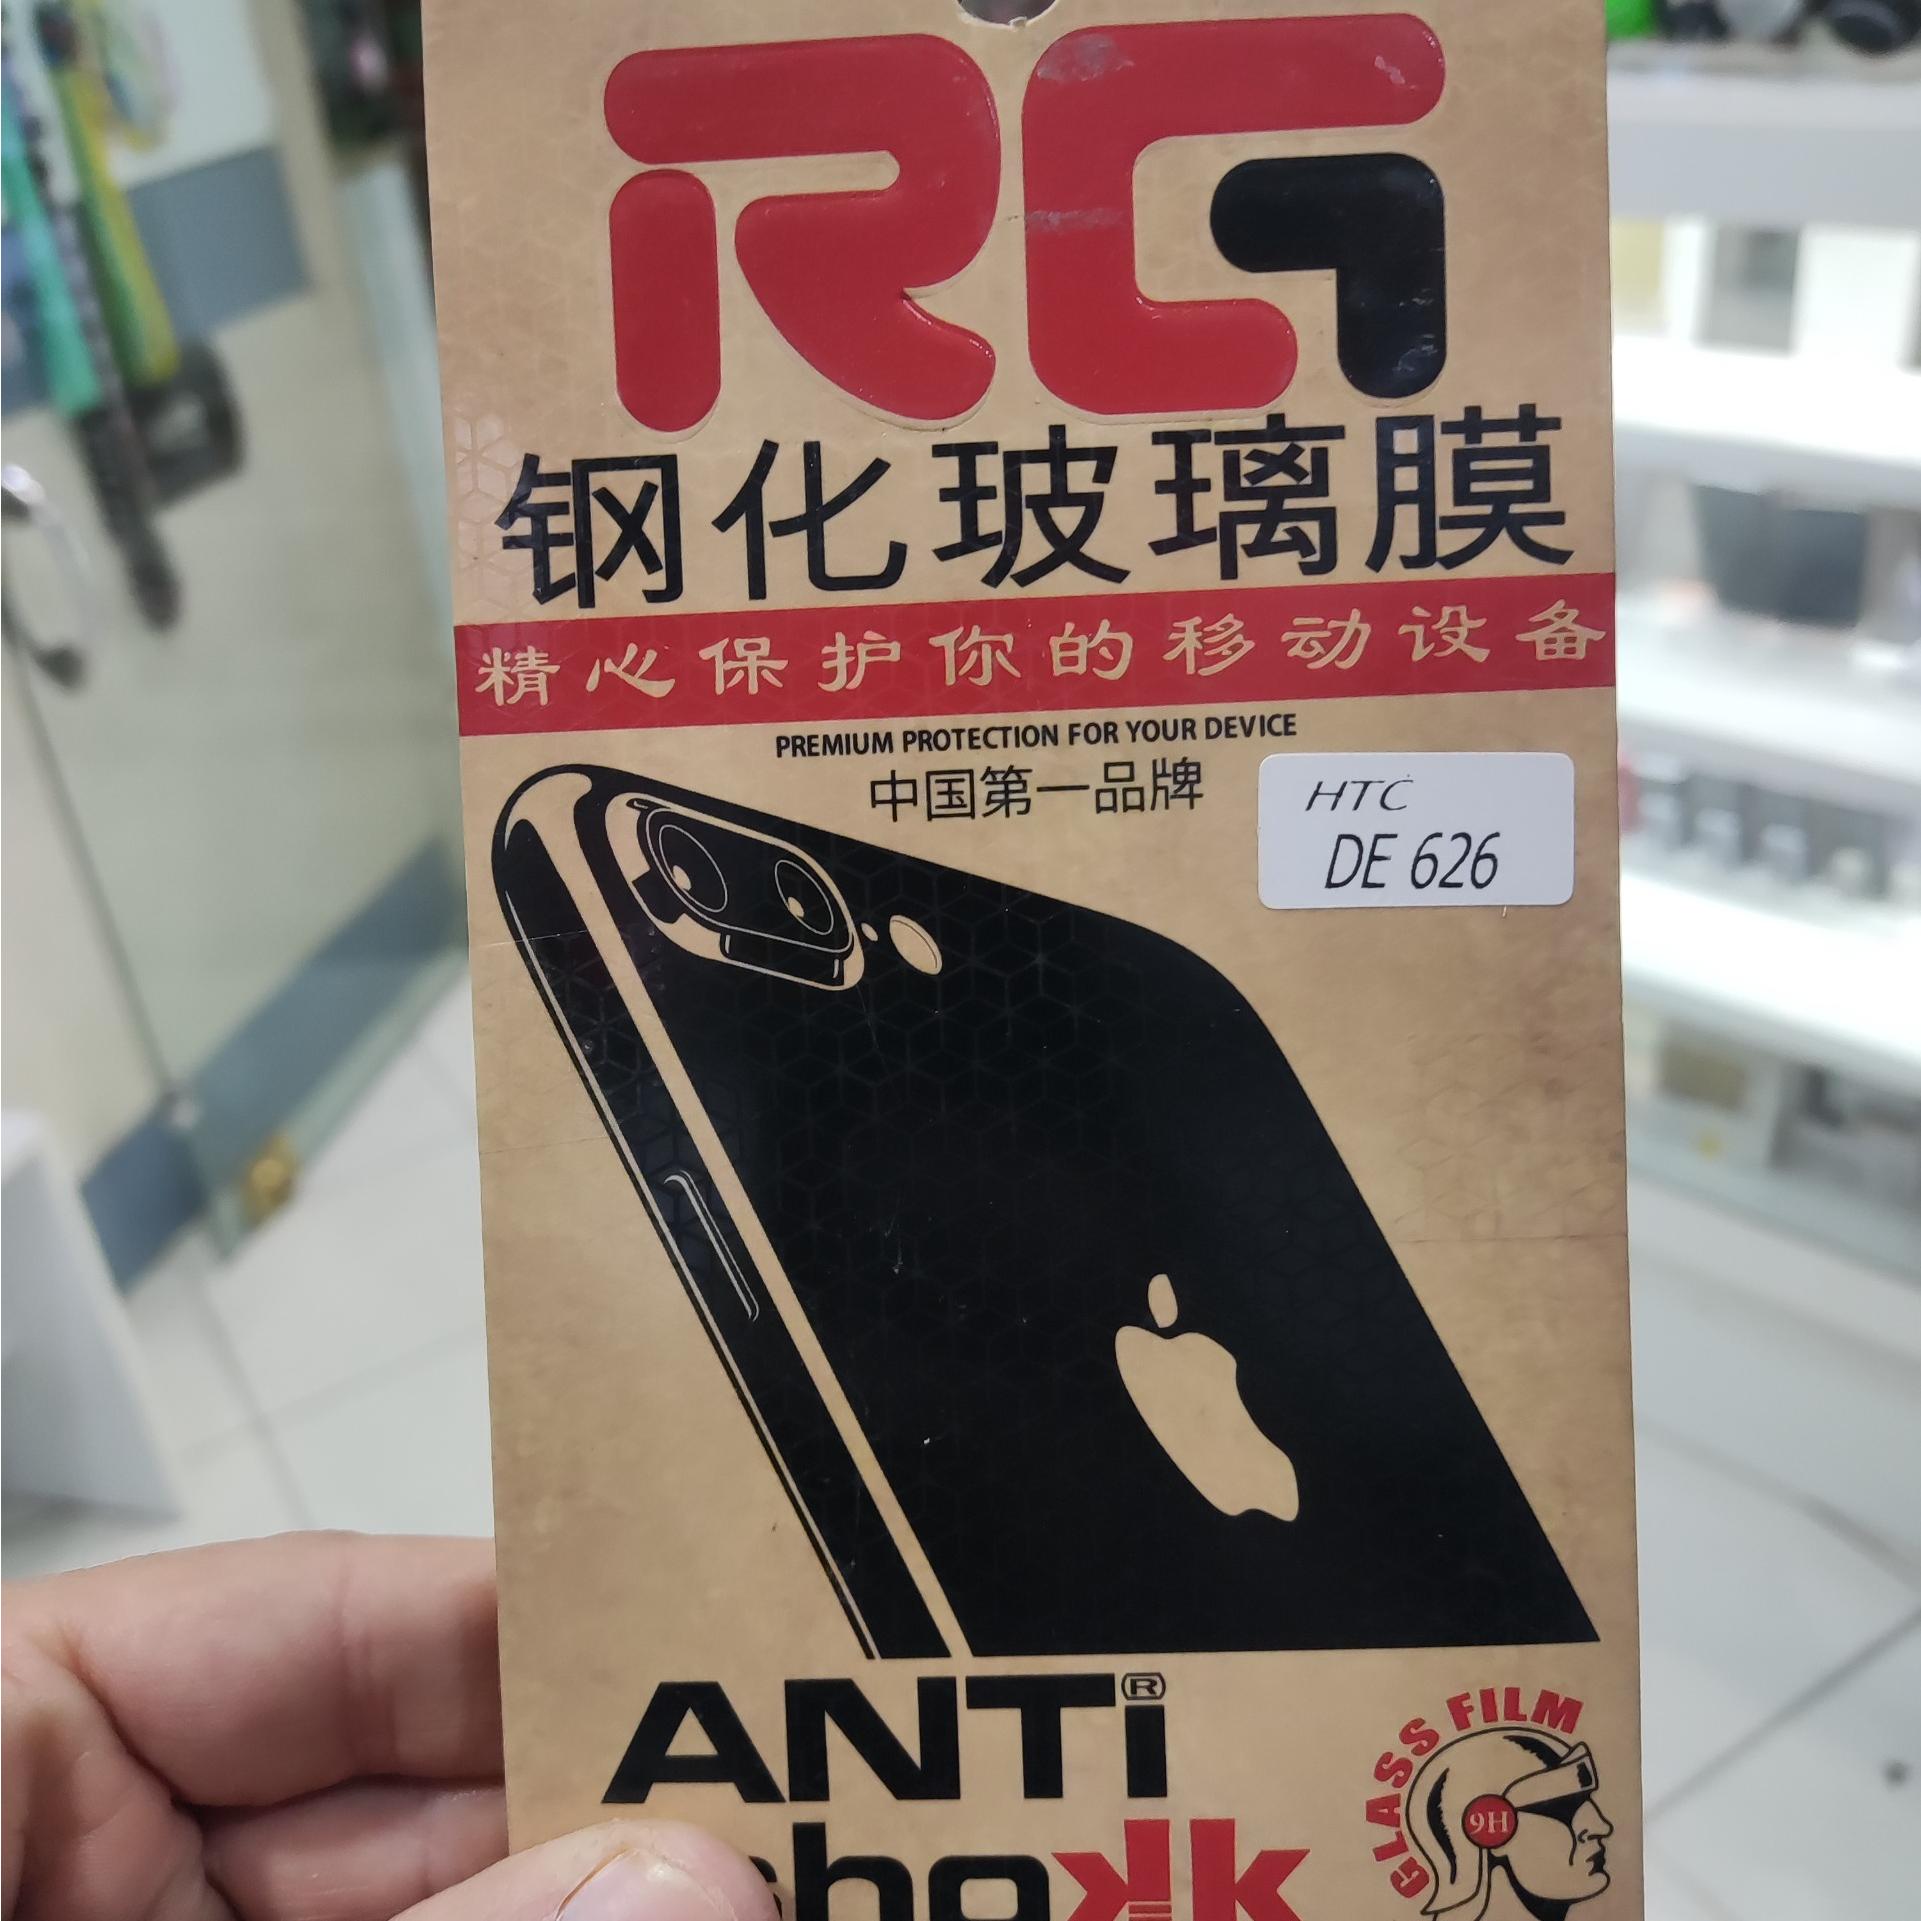 RG
钢化玻璃膜
精心保护你的移动设备
PREMIUM PROTECTION FOR YOUR DEVICE
中国第一品牌
HTC
DE 626
ANTi®
shokk
GLASS FILM
9H